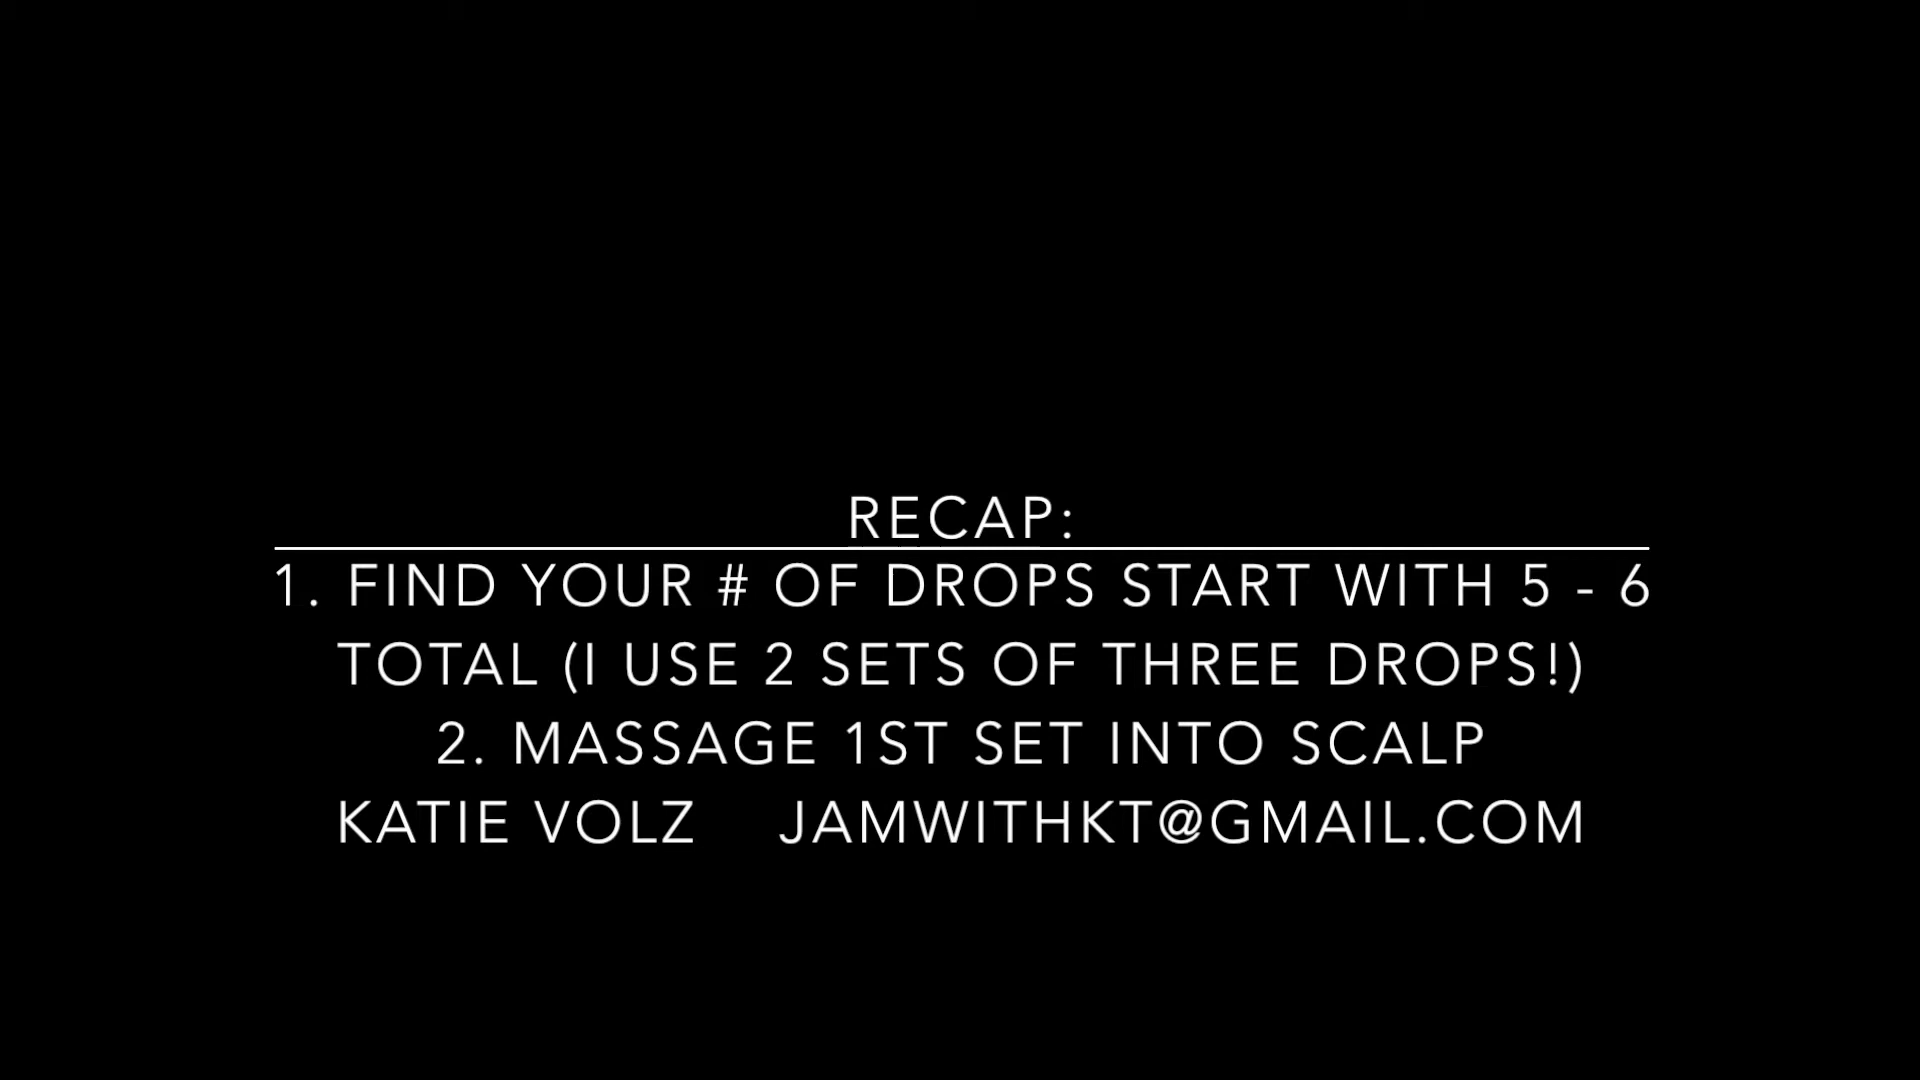 RECAP:
1. FIND YOUR # OF DROPS START WITH 5 - 6
TOTAL (I USE 2 SETS OF THREE DROPS!)
2. MASSAGE 1ST SET INTO SCALP
KATIE VOLZ JAMWITHKT@GMAIL.COM